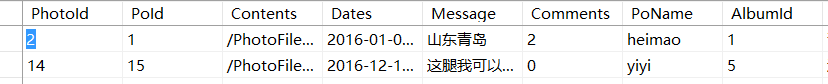 PhotoId PoId Contents Dates Message Comments PoName AlbumId
2 1 /PhotoFile... 2016-01-0... 山东青岛 2 heimao 1
14 15 /PhotoFile... 2016-12-1... 这腿我可以... 0 yiyi 5